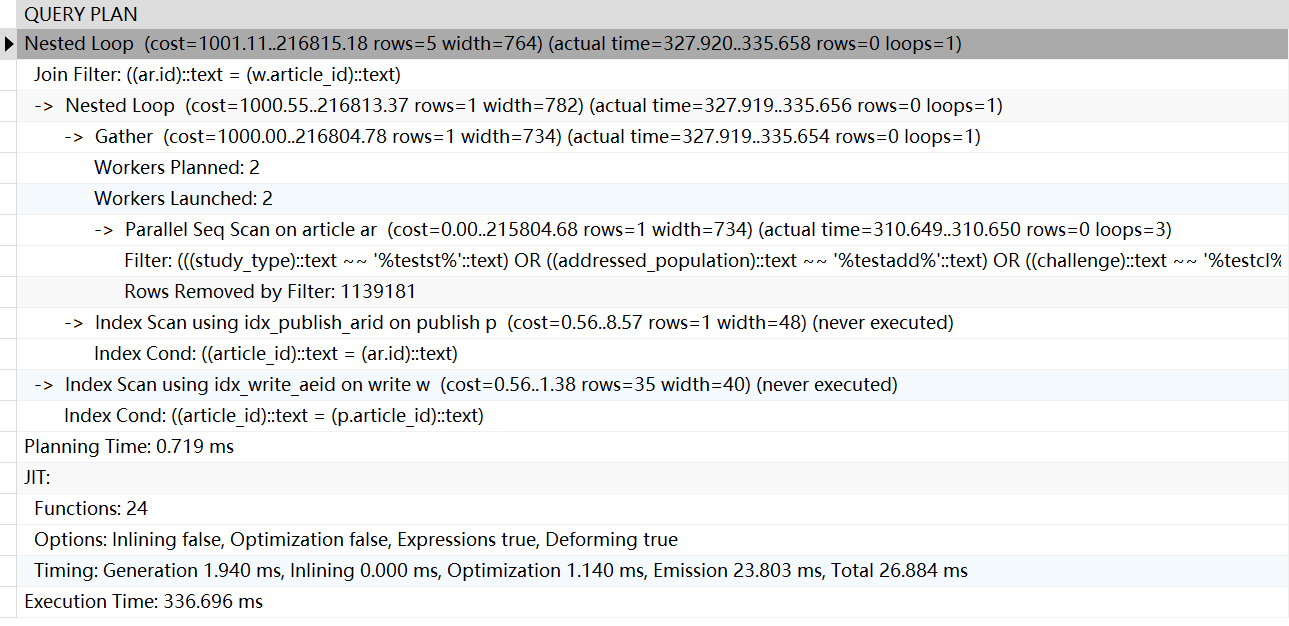 QUERY PLAN
Nested Loop (cost=1001.11..216815.18 rows=5 width=764) (actual time=327.920..335.658 rows=0 loops=1)
Join Filter: ((ar.id)::text = (w.article_id)::text)
-> Nested Loop (cost=1000.55..216813.37 rows=1 width=782) (actual time=327.919..335.656 rows=0 loops=1)
-> Gather (cost=1000.00..216804.78 rows=1 width=734) (actual time=327.919..335.654 rows=0 loops=1)
Workers Planned: 2
Workers Launched: 2
-> Parallel Seq Scan on article ar (cost=0.00..215804.68 rows=1 width=734) (actual time=310.649..310.650 rows=0 loops=3)
Filter: (((study_type)::text ~~ '%testst%'::text) OR ((addressed_population)::text ~~ '%testadd%'::text) OR ((challenge)::text ~~ '%testcl%
Rows Removed by Filter: 1139181
-> Index Scan using idx_publish_arid on publish p (cost=0.56..8.57 rows=1 width=48) (never executed)
Index Cond: ((article_id)::text = (ar.id)::text)
-> Index Scan using idx_write_aeid on write w (cost=0.56..1.38 rows=35 width=40) (never executed)
Index Cond: ((article_id)::text = (p.article_id)::text)
Planning Time: 0.719 ms
JIT:
Functions: 24
Options: Inlining false, Optimization false, Expressions true, Deforming true
Timing: Generation 1.940 ms, Inlining 0.000 ms, Optimization 1.140 ms, Emission 23.803 ms, Total 26.884 ms
Execution Time: 336.696 ms